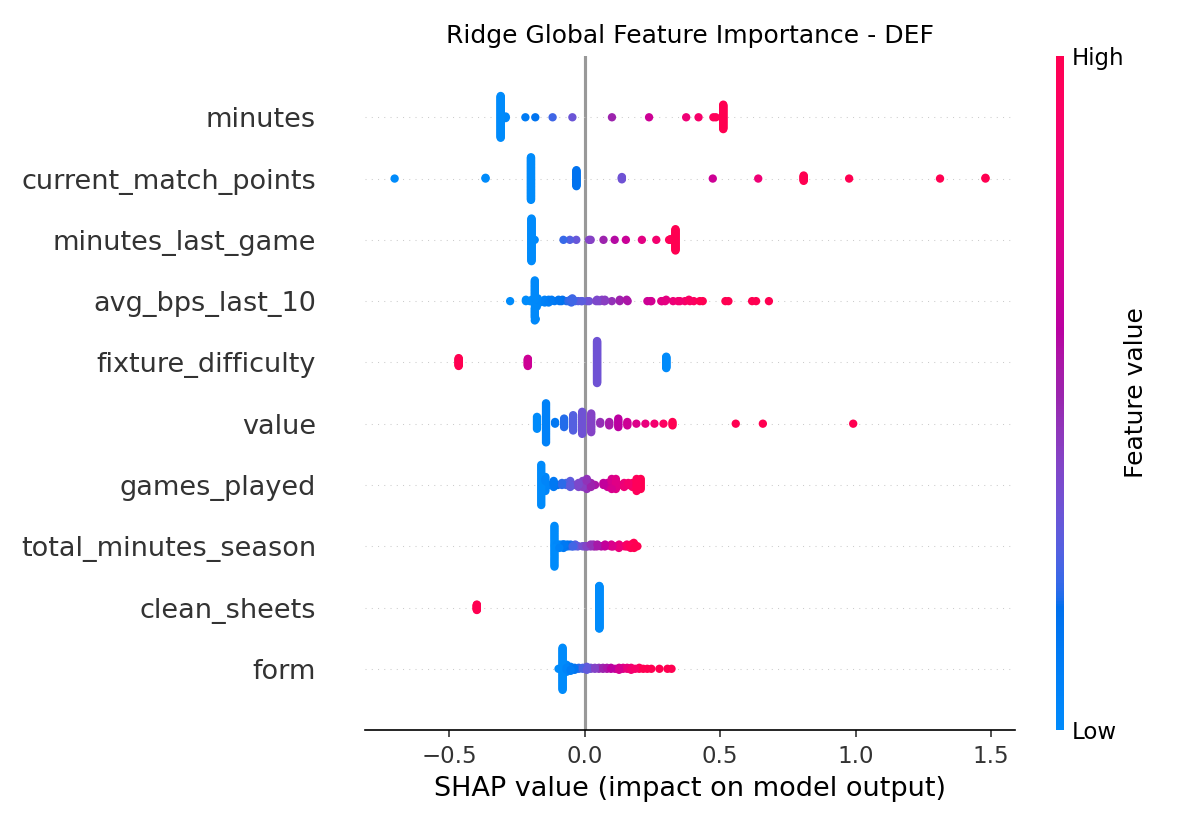 Ridge Global Feature Importance - DEF
High
minutes
current_match_points
minutes_last_game
avg_bps_last_10
fixture_difficulty
value
games_played
total_minutes_season
clean_sheets
form
Feature value
Low
−0.5 0.0 0.5 1.0 1.5
SHAP value (impact on model output)